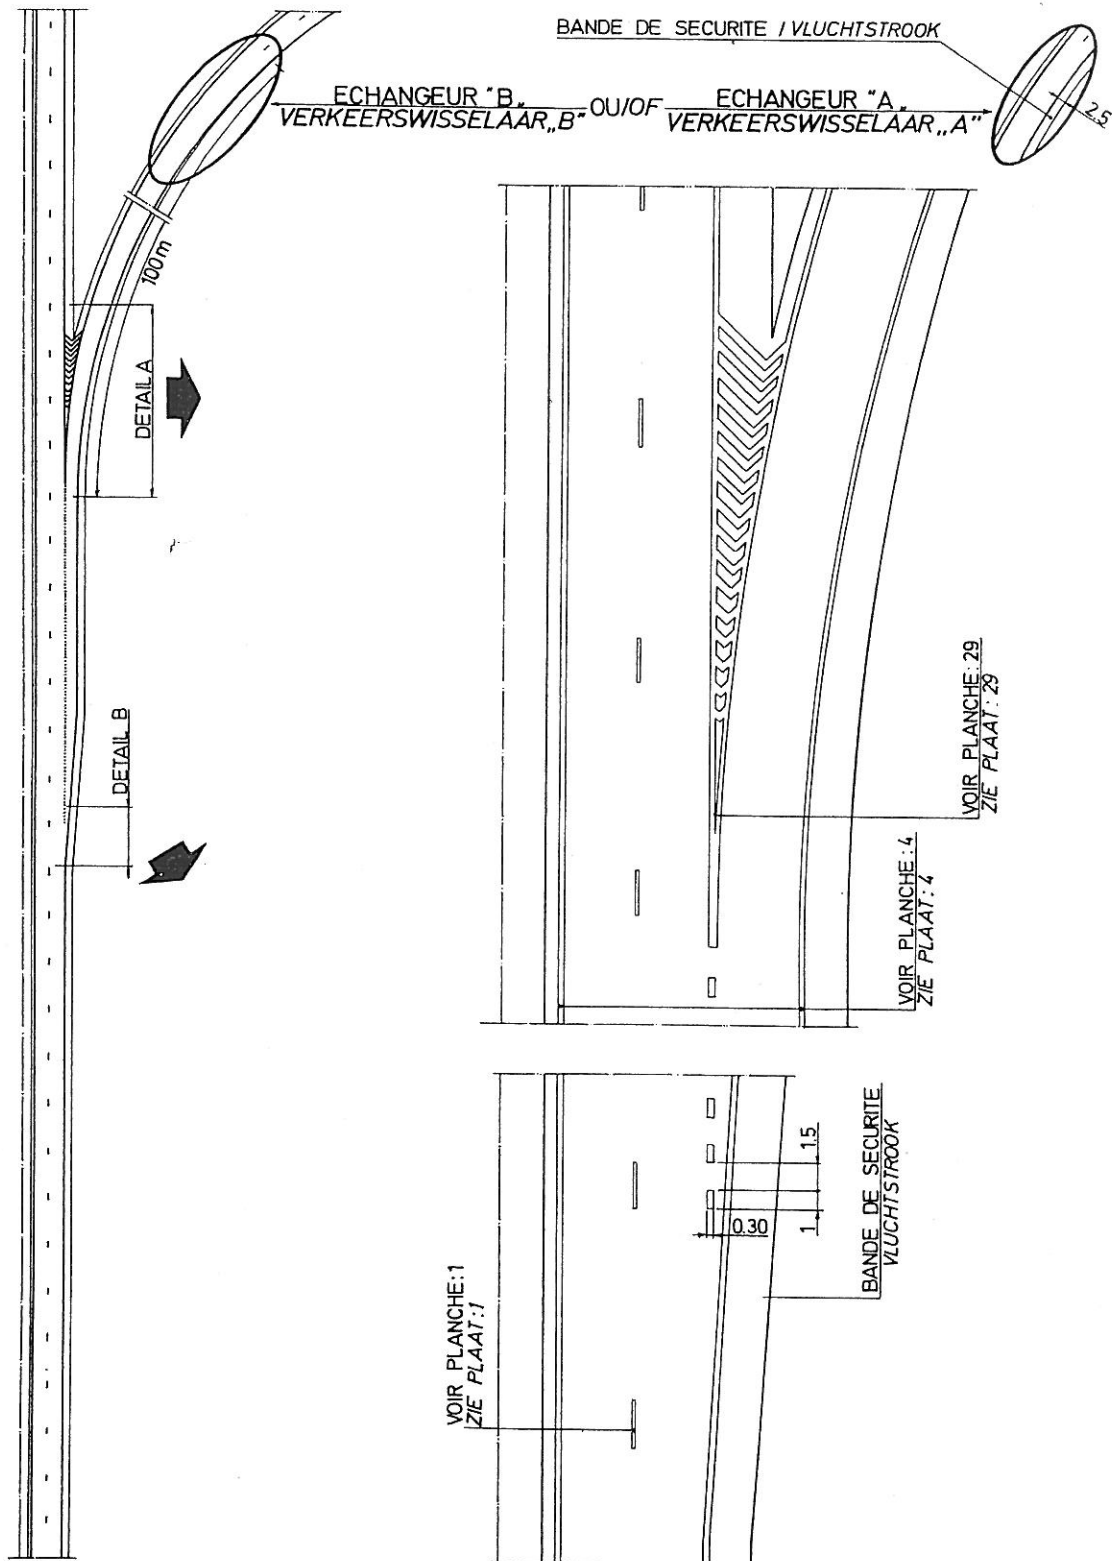 BANDE DE SECURITE / VLUCHTSTROOK
ECHANGEUR "B„
VERKEERSWISSELAAR„B"
OU/OF
ECHANGEUR "A„
VERKEERSWISSELAAR„A"
2.5
100 m
DETAIL A
DETAIL B
VOIR PLANCHE: 29
ZIE PLAAT: 29
VOIR PLANCHE: 4
ZIE PLAAT: 4
1.5
1
0.30
BANDE DE SECURITE
VLUCHTSTROOK
VOIR PLANCHE:1
ZIE PLAAT:1